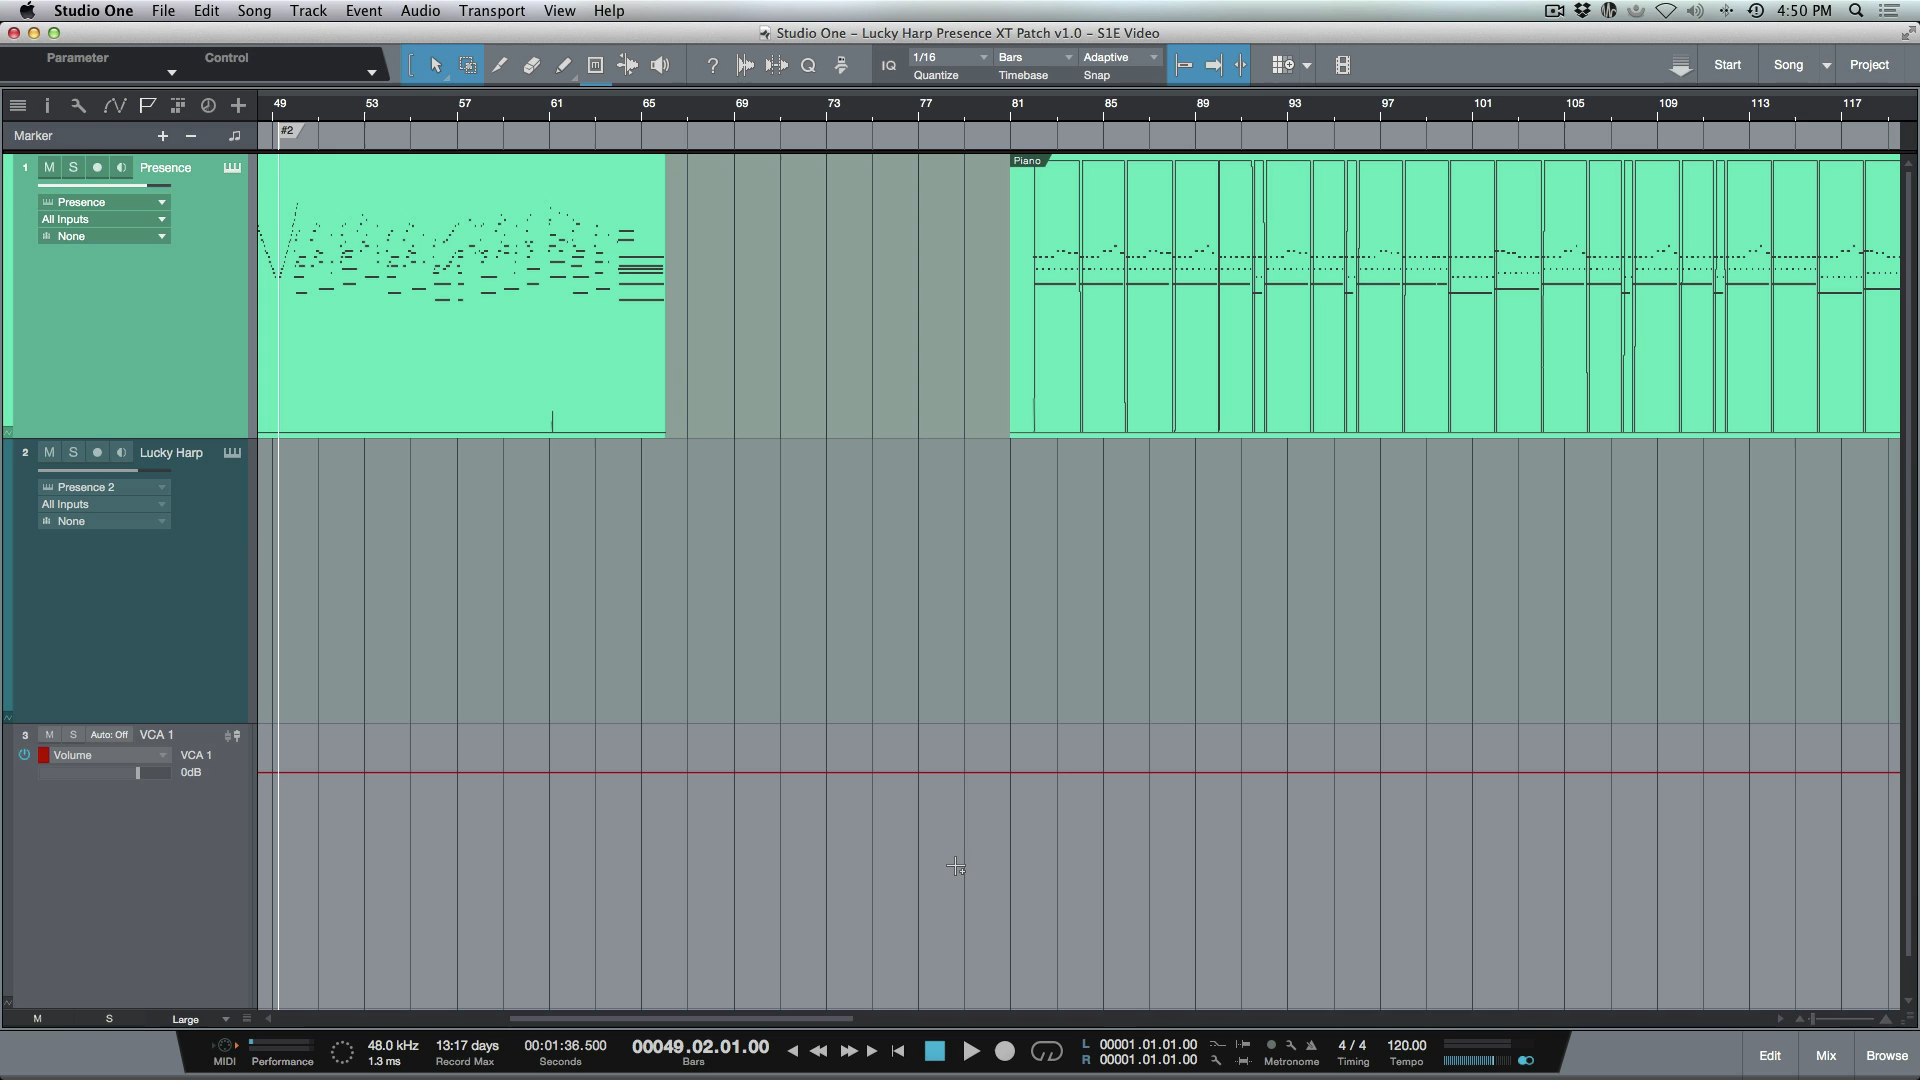 Studio One File Edit Song Track Event Audio Transport View Help 4:50 PM
Studio One – Lucky Harp Presence XT Patch v1.0 – S1E Video
Parameter Control
IQ 1/16 Bars Adaptive
Quantize Timebase Snap
Start Song Project
49 53 57 61 65 69 73 77 81 85 89 93 97 101 105 109 113 117
Marker #2
1 M S Presence
Presence
All Inputs
None
Piano
2 M S Lucky Harp
Presence 2
All Inputs
None
3 M S Auto: Off VCA 1
Volume VCA 1
0dB
M S Large
MIDI Performance
48.0 kHz
1.3 ms
13:17 days
Record Max
00:01:36.500
Seconds
00049.02.01.00
Bars
L 00001.01.01.00
R 00001.01.01.00
Metronome
4 / 4
Timing
120.00
Tempo
Edit Mix Browse